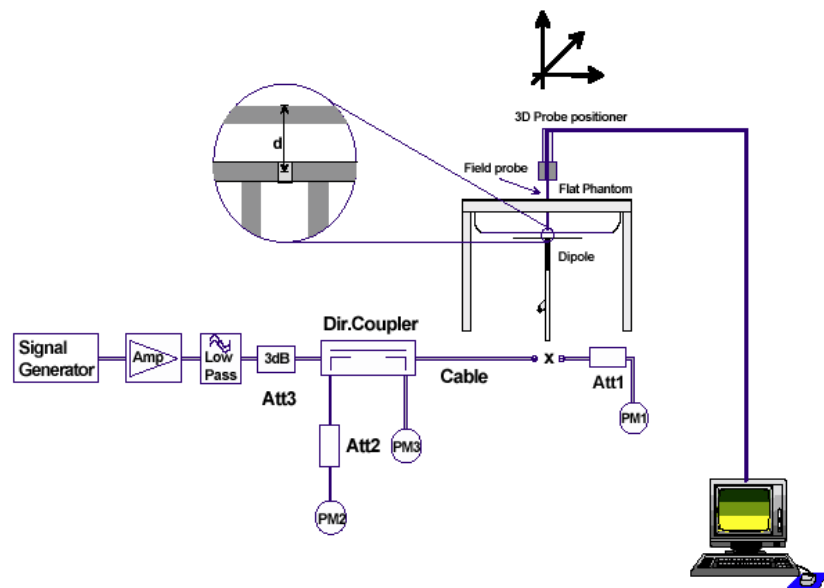 3D Probe positioner
d
Field probe
Flat Phantom
Dipole
Dir.Coupler
Signal
Generator
Amp
Low
Pass
3dB
Cable
x
Att1
Att3
PM1
Att2
PM3
PM2